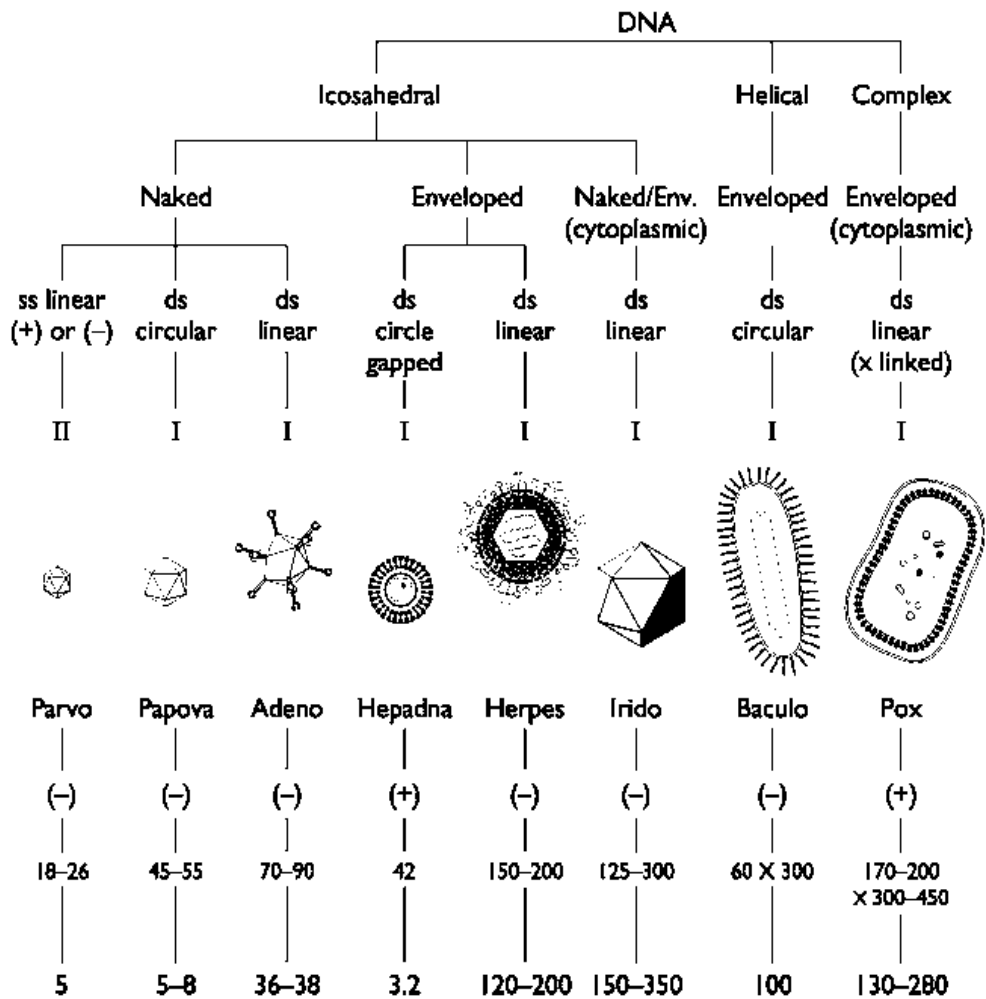 DNA
Icosahedral Helical Complex
Naked Enveloped Naked/Env. Enveloped Enveloped
(cytoplasmic) (cytoplasmic)
ss linear ds ds ds ds ds ds ds
(+) or (–) circular linear circle linear linear circular linear
gapped (x linked)
II I I I I I I I
Parvo Papova Adeno Hepadna Herpes Irido Baculo Pox
(–) (–) (–) (+) (–) (–) (–) (+)
18–26 45–55 70–90 42 150–200 125–300 60 X 300 170–200
X 300–450
5 5–8 36–38 3.2 120–200 150–350 100 130–280